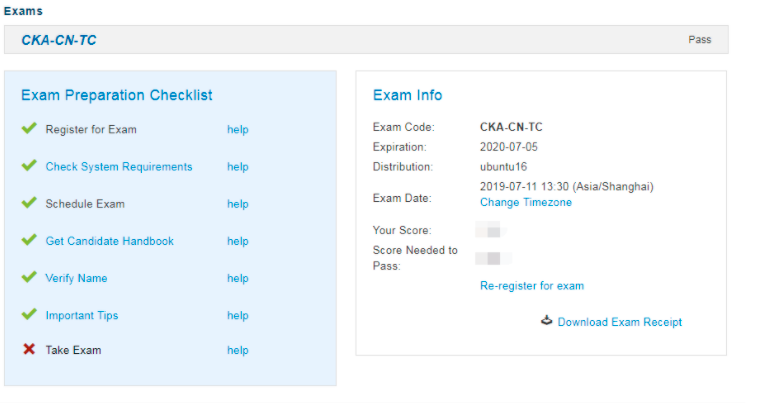 Exams
CKA-CN-TC
Pass
Exam Preparation Checklist
Register for Exam help
Check System Requirements help
Schedule Exam help
Get Candidate Handbook help
Verify Name help
Important Tips help
Take Exam help
Exam Info
Exam Code: CKA-CN-TC
Expiration: 2020-07-05
Distribution: ubuntu16
Exam Date: 2019-07-11 13:30 (Asia/Shanghai)
Change Timezone
Your Score:
Score Needed to
Pass:
Re-register for exam
Download Exam Receipt